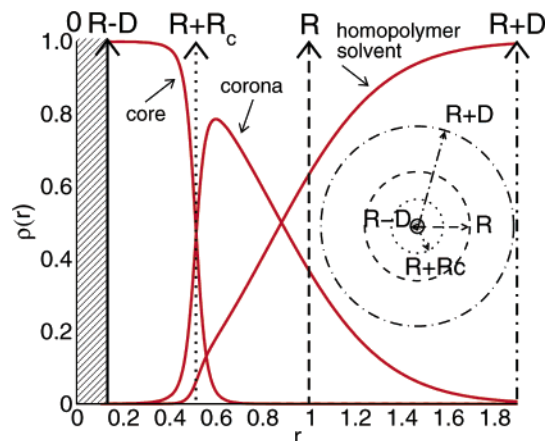 0 R-D
R+Rc
R
R+D
homopolymer
solvent
core
corona
1.0
0.8
0.6
0.4
0.2
0
ρ(r)
R+D
R−D
R
R+Rc
0 0.2 0.4 0.6 0.8 1 1.2 1.4 1.6 1.8
r